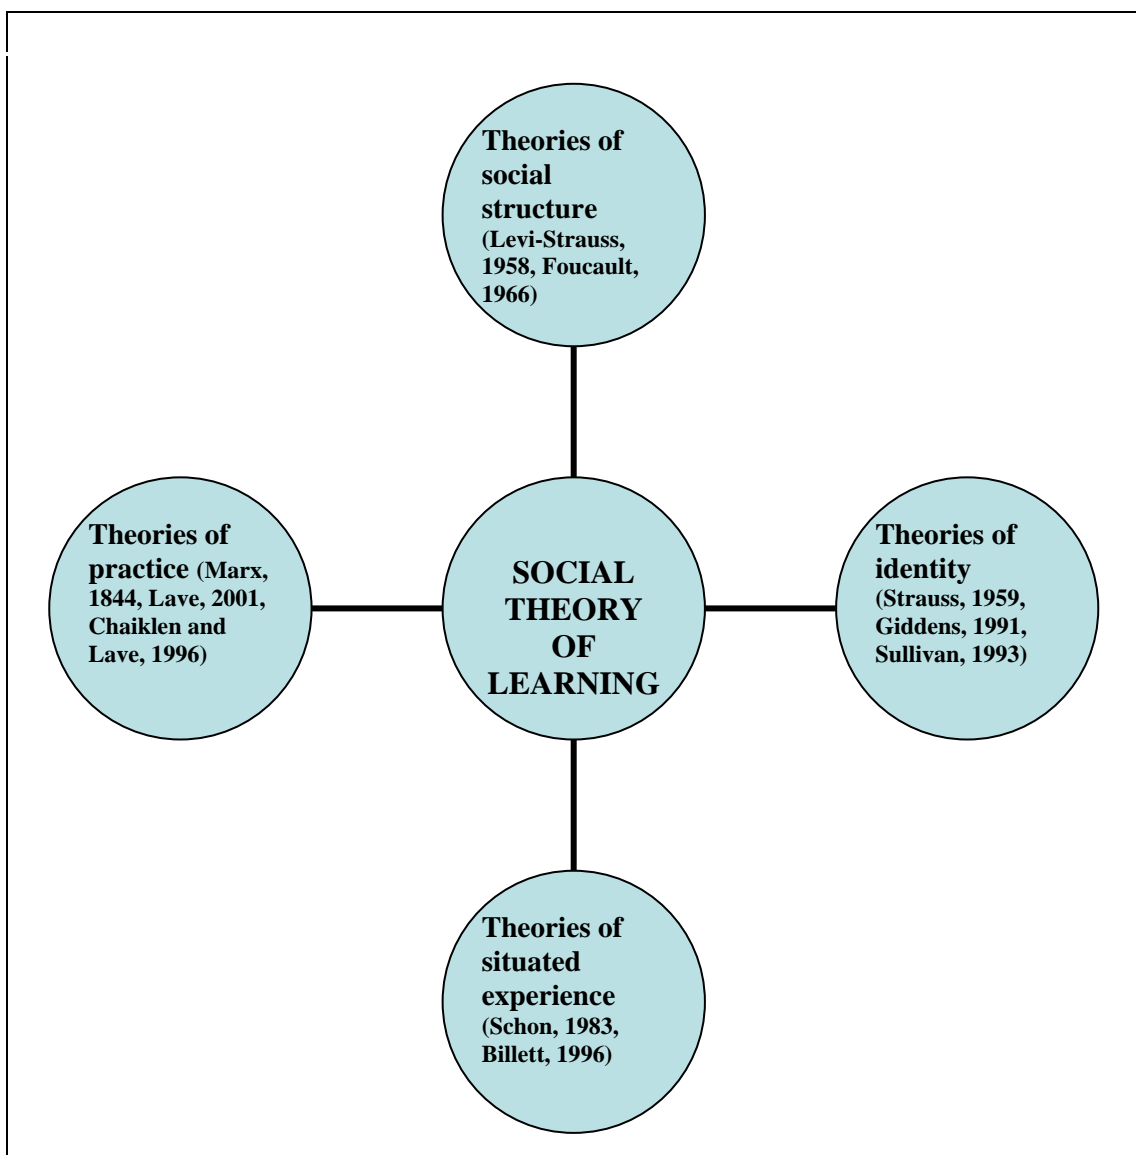 Theories of
social
structure
(Levi-Strauss,
1958, Foucault,
1966)
Theories of
practice (Marx,
1844, Lave, 2001,
Chaiklen and
Lave, 1996)
SOCIAL
THEORY
OF
LEARNING
Theories of
identity
(Strauss, 1959,
Giddens, 1991,
Sullivan, 1993)
Theories of
situated
experience
(Schon, 1983,
Billett, 1996)